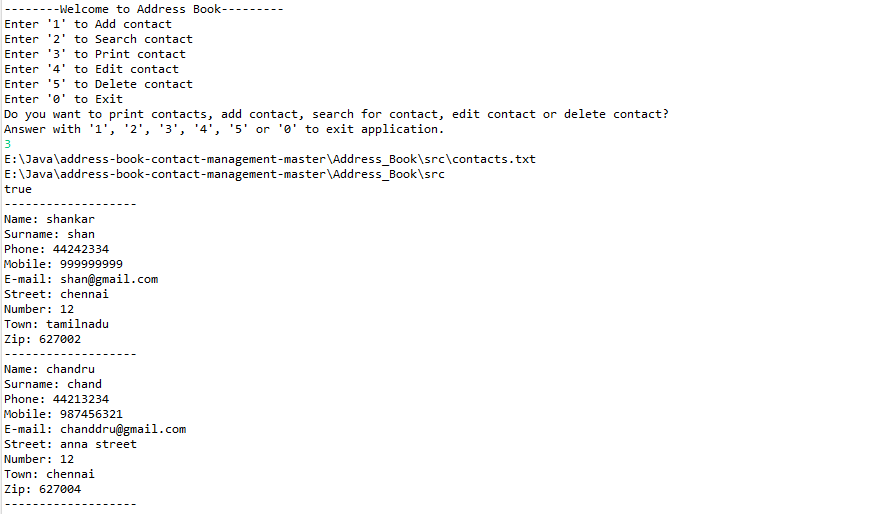 --------Welcome to Address Book---------
Enter '1' to Add contact
Enter '2' to Search contact
Enter '3' to Print contact
Enter '4' to Edit contact
Enter '5' to Delete contact
Enter '0' to Exit
Do you want to print contacts, add contact, search for contact, edit contact or delete contact?
Answer with '1', '2', '3', '4', '5' or '0' to exit application.
3
E:\Java\address-book-contact-management-master\Address_Book\src\contacts.txt
E:\Java\address-book-contact-management-master\Address_Book\src
true
-------------------
Name: shankar
Surname: shan
Phone: 44242334
Mobile: 999999999
E-mail: shan@gmail.com
Street: chennai
Number: 12
Town: tamilnadu
Zip: 627002
-------------------
Name: chandru
Surname: chand
Phone: 44213234
Mobile: 987456321
E-mail: chanddru@gmail.com
Street: anna street
Number: 12
Town: chennai
Zip: 627004
-------------------